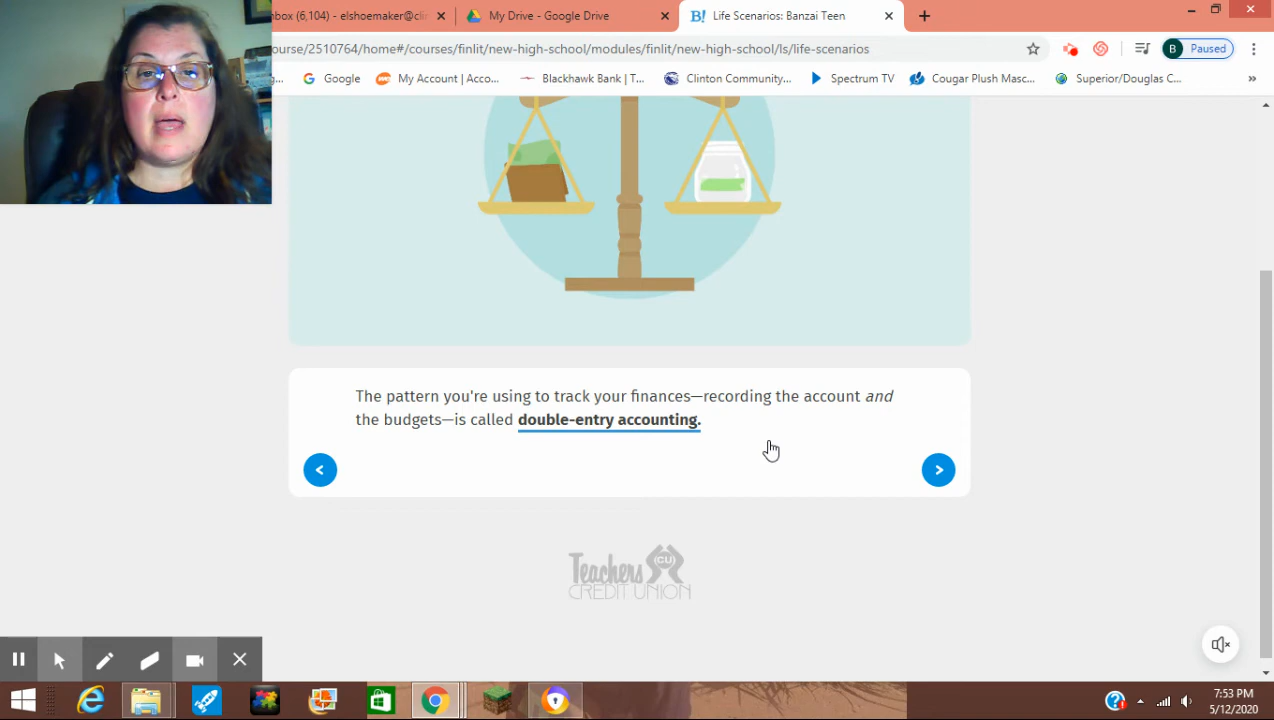 nbox (6,104) - elshoemaker@cli
My Drive - Google Drive
B! Life Scenarios: Banzai Teen
ourse/2510764/home#/courses/finlit/new-high-school/modules/finlit/new-high-school/ls/life-scenarios
B Paused
Google
My Account | Acco...
Blackhawk Bank | T...
Clinton Community...
Spectrum TV
Cougar Plush Masc...
Superior/Douglas C...
The pattern you're using to track your finances—recording the account and
the budgets—is called double-entry accounting.
Teachers CU
CREDIT UNION
7:53 PM
5/12/2020